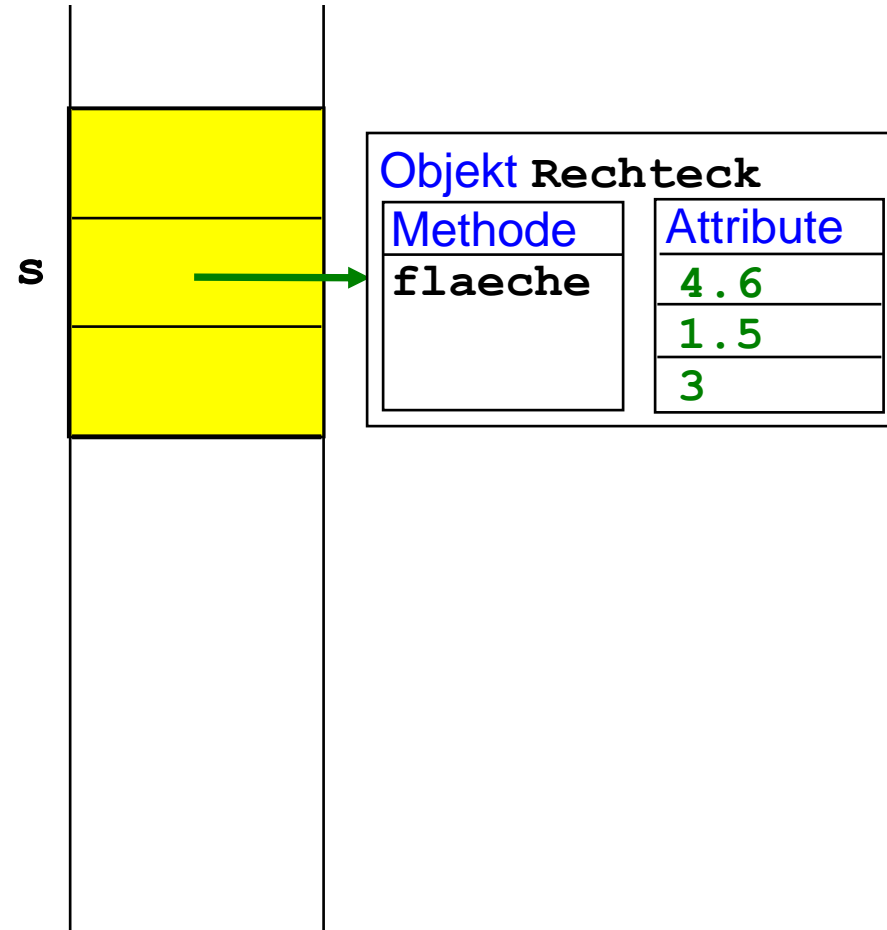 s
Objekt Rechteck
Methode
flaeche
Attribute
4.6
1.5
3